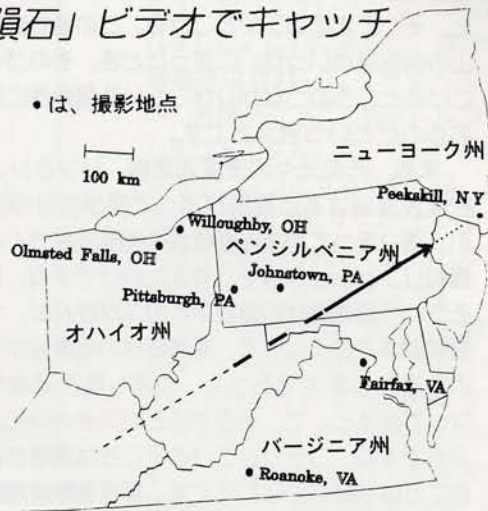 隕石」ビデオでキャッチ
•は、撮影地点
100 km
ニューヨーク州
Peekskill, NY
Willoughby, OH
Olmsted Falls, OH
ペンシルベニア州
Johnstown, PA
Pittsburgh, PA
オハイオ州
Fairfax, VA
バージニア州
Roanoke, VA